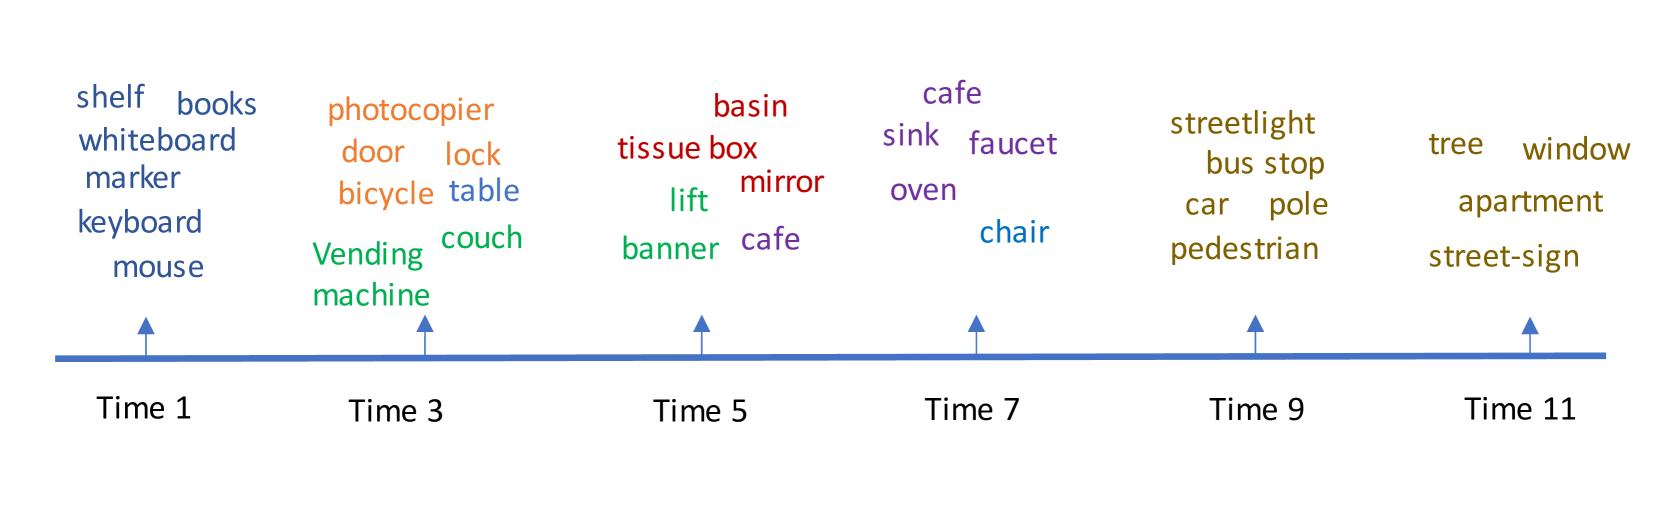 shelf books
whiteboard
marker
keyboard
mouse
photocopier
door lock
bicycle table
couch
Vending
machine
basin
tissue box
mirror
lift
banner cafe
cafe
sink faucet
oven
chair
streetlight
bus stop
car pole
pedestrian
tree window
apartment
street-sign
Time 1
Time 3
Time 5
Time 7
Time 9
Time 11